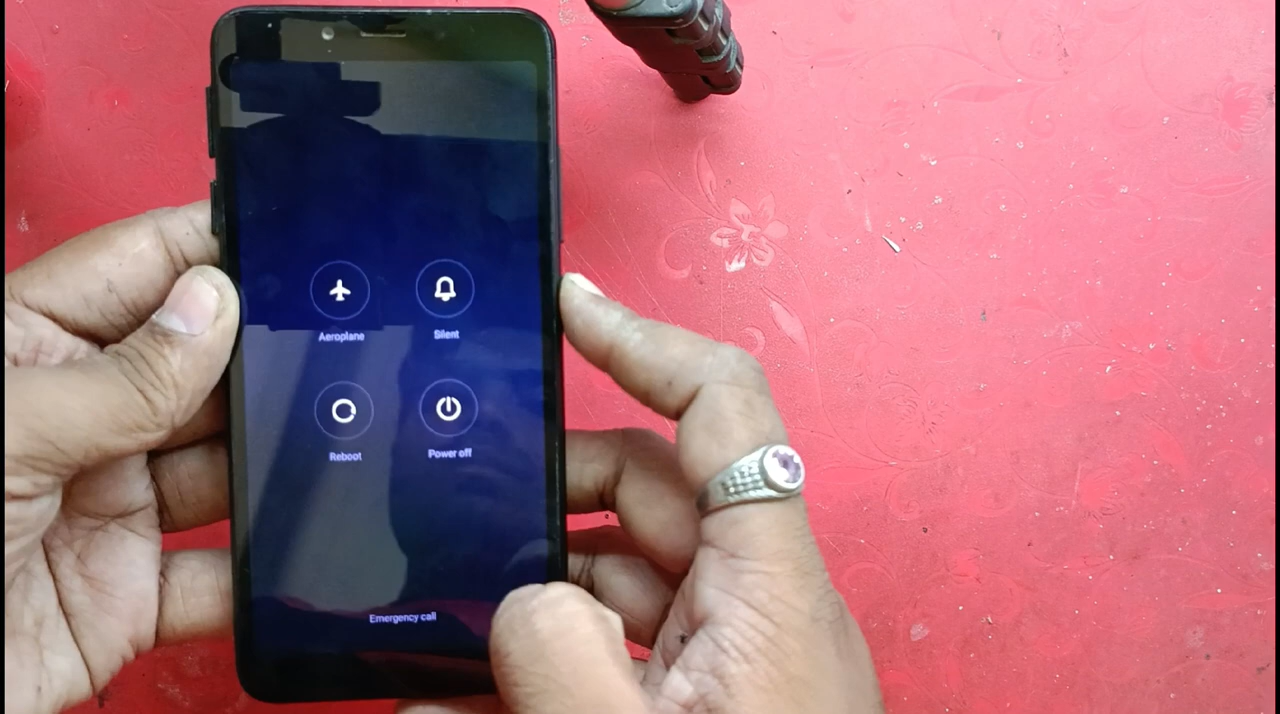 Aeroplane
Silent
Reboot
Power off
Emergency call